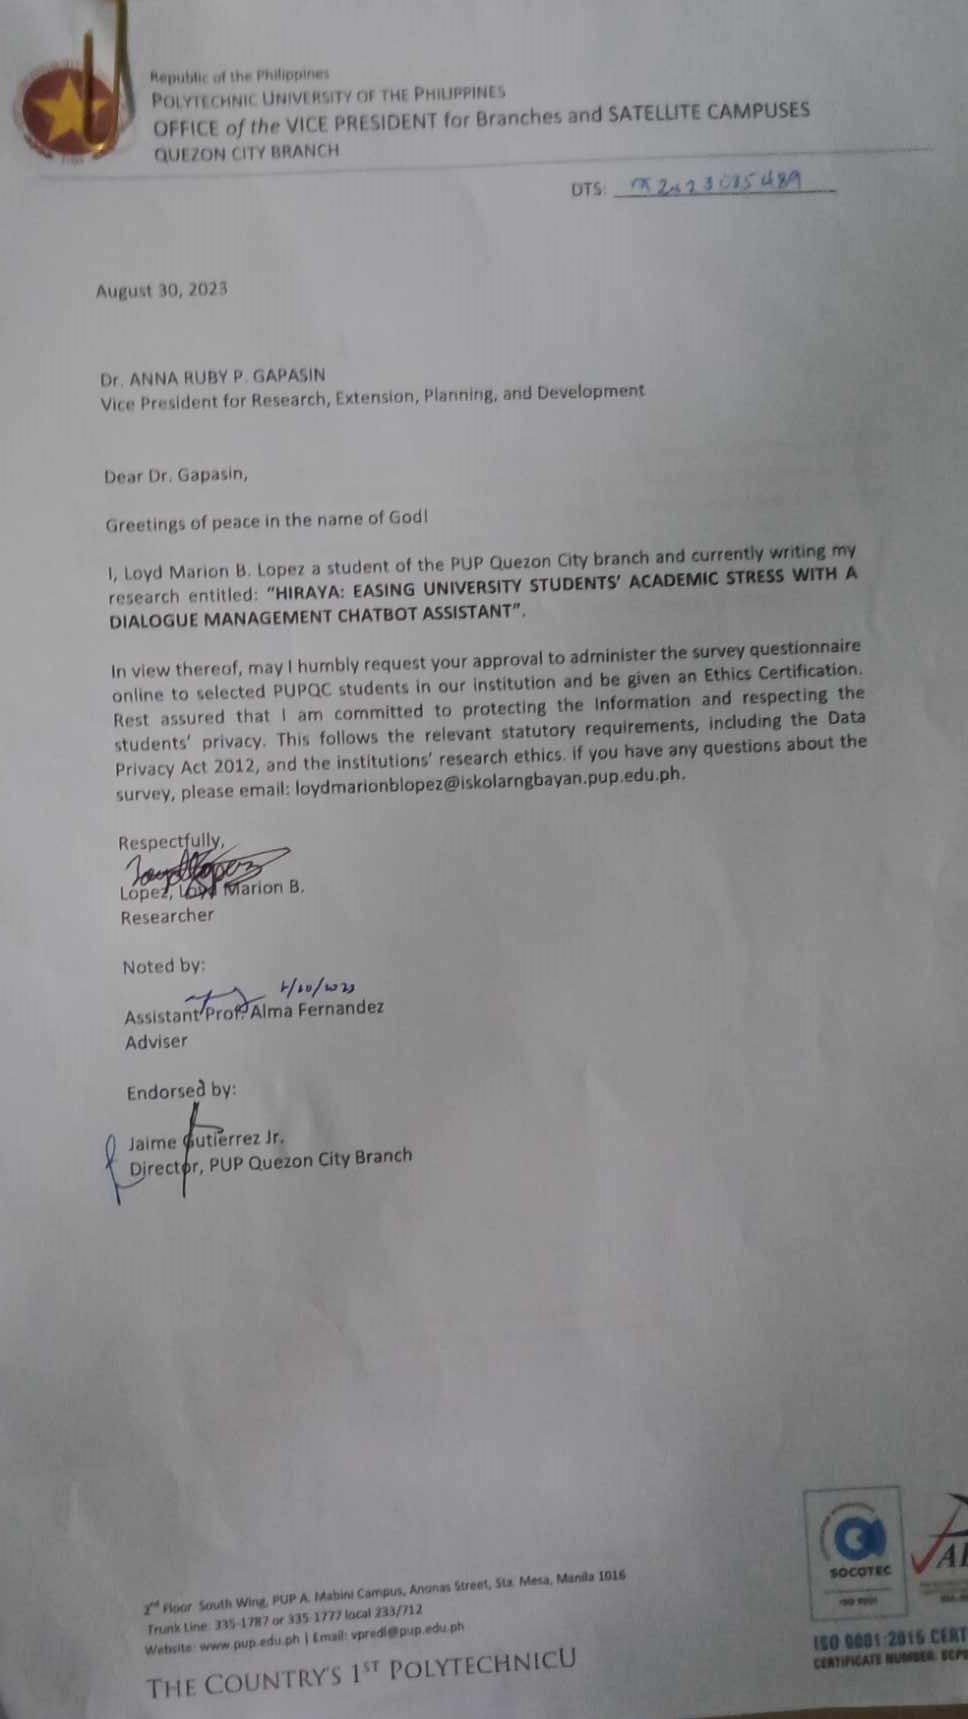 Republic of the Philippines
POLYTECHNIC UNIVERSITY OF THE PHILIPPINES
OFFICE of the VICE PRESIDENT for Branches and SATELLITE CAMPUSES
QUEZON CITY BRANCH
DTS:
August 30, 2023
Dr. ANNA RUBY P. GAPASIN
Vice President for Research, Extension, Planning, and Development
Dear Dr. Gapasin,
Greetings of peace in the name of God!
I, Loyd Marion B. Lopez a student of the PUP Quezon City branch and currently writing my
research entitled: “HIRAYA: EASING UNIVERSITY STUDENTS’ ACADEMIC STRESS WITH A
DIALOGUE MANAGEMENT CHATBOT ASSISTANT”.
In view thereof, may I humbly request your approval to administer the survey questionnaire
online to selected PUPQC students in our institution and be given an Ethics Certification.
Rest assured that I am committed to protecting the Information and respecting the
students’ privacy. This follows the relevant statutory requirements, including the Data
Privacy Act 2012, and the institutions’ research ethics. if you have any questions about the
survey, please email: loydmarionblopez@iskolarngbayan.pup.edu.ph.
Respectfully,
Lopez, Loyd Marion B.
Researcher
Noted by:
Assistant Prof. Alma Fernandez
Adviser
Endorsed by:
Jaime Gutierrez Jr.
Director, PUP Quezon City Branch
SOCOTEC
ISO 9001
2nd Floor South Wing, PUP A. Mabini Campus, Anonas Street, Sta. Mesa, Manila 1016
Trunk Line: 335-1787 or 335-1777 local 233/712
Website: www.pup.edu.ph | Email: vpredl@pup.edu.ph
THE COUNTRY'S 1ST POLYTECHNICU
ISO 9001:2015 CERT
CERTIFICATE NUMBER: